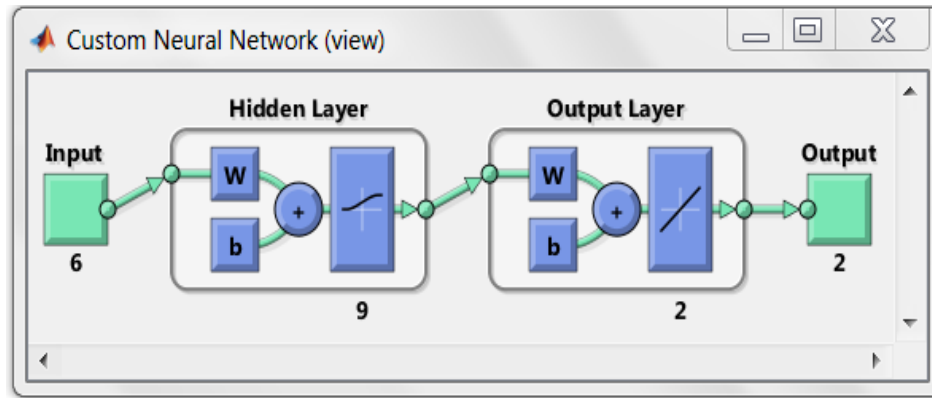 Custom Neural Network (view)
Hidden Layer
Output Layer
Input
Output
W
W
+
+
b
b
6
2
9
2